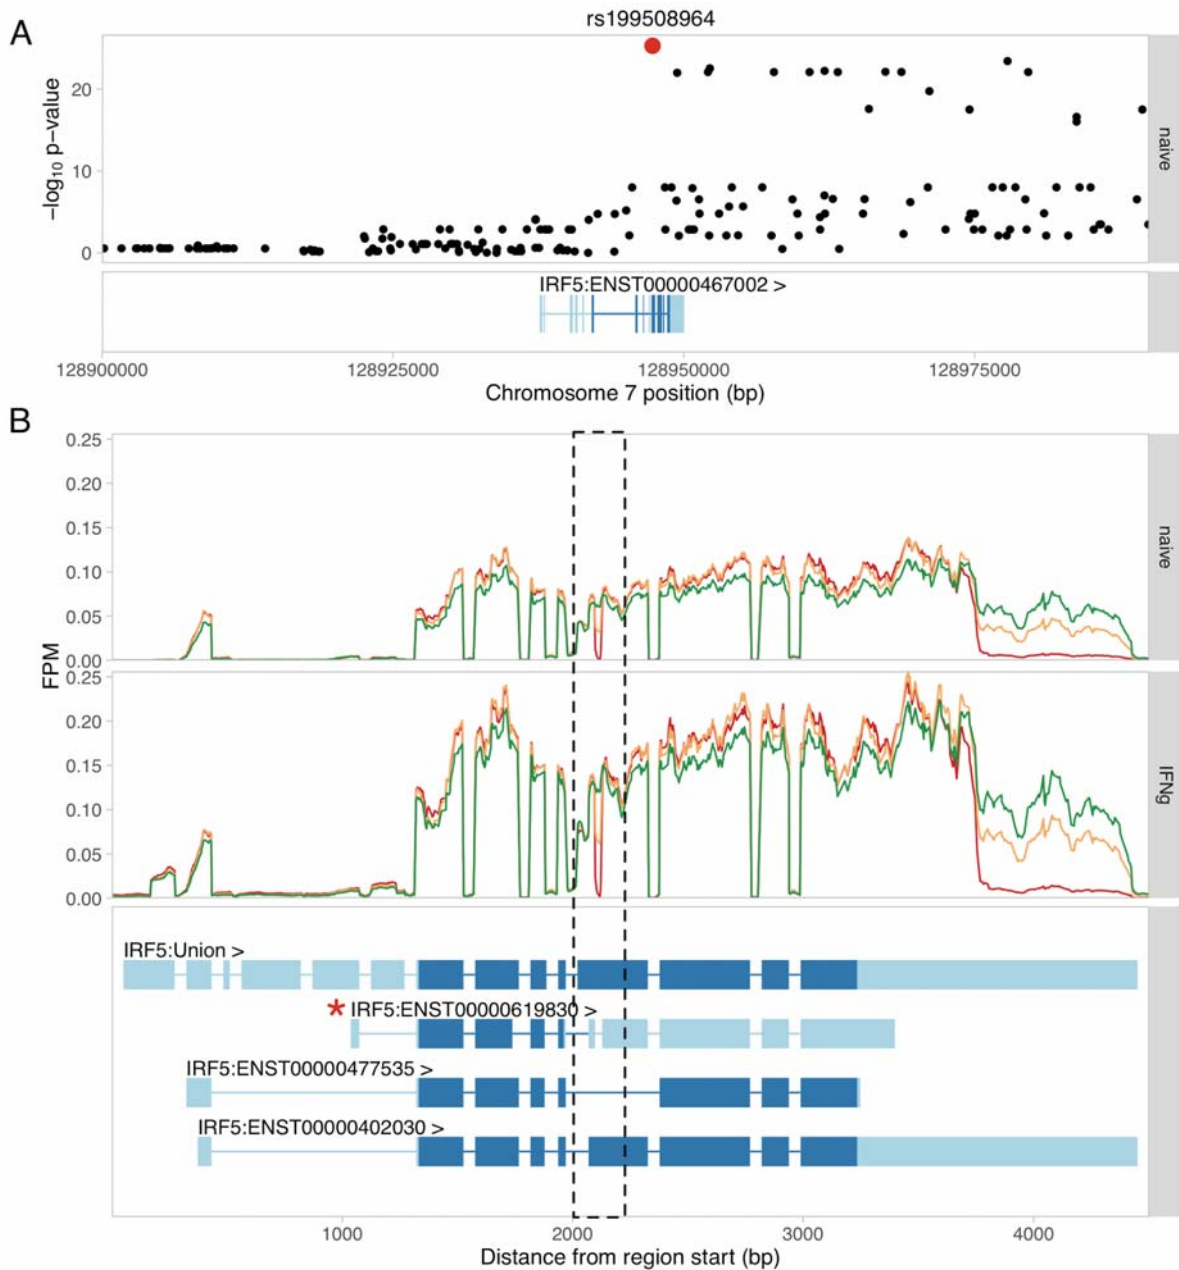 A
rs199508964
−log10 p−value
20
10
0
naive
IRF5:ENST00000467002 >
128900000 128925000 128950000 128975000
Chromosome 7 position (bp)
B
FPM
0.25
0.20
0.15
0.10
0.05
0.00
naive
0.25
0.20
0.15
0.10
0.05
0.00
IFNg
IRF5:Union >
* IRF5:ENST00000619830 >
IRF5:ENST00000477535 >
IRF5:ENST00000402030 >
1000 2000 3000 4000
Distance from region start (bp)